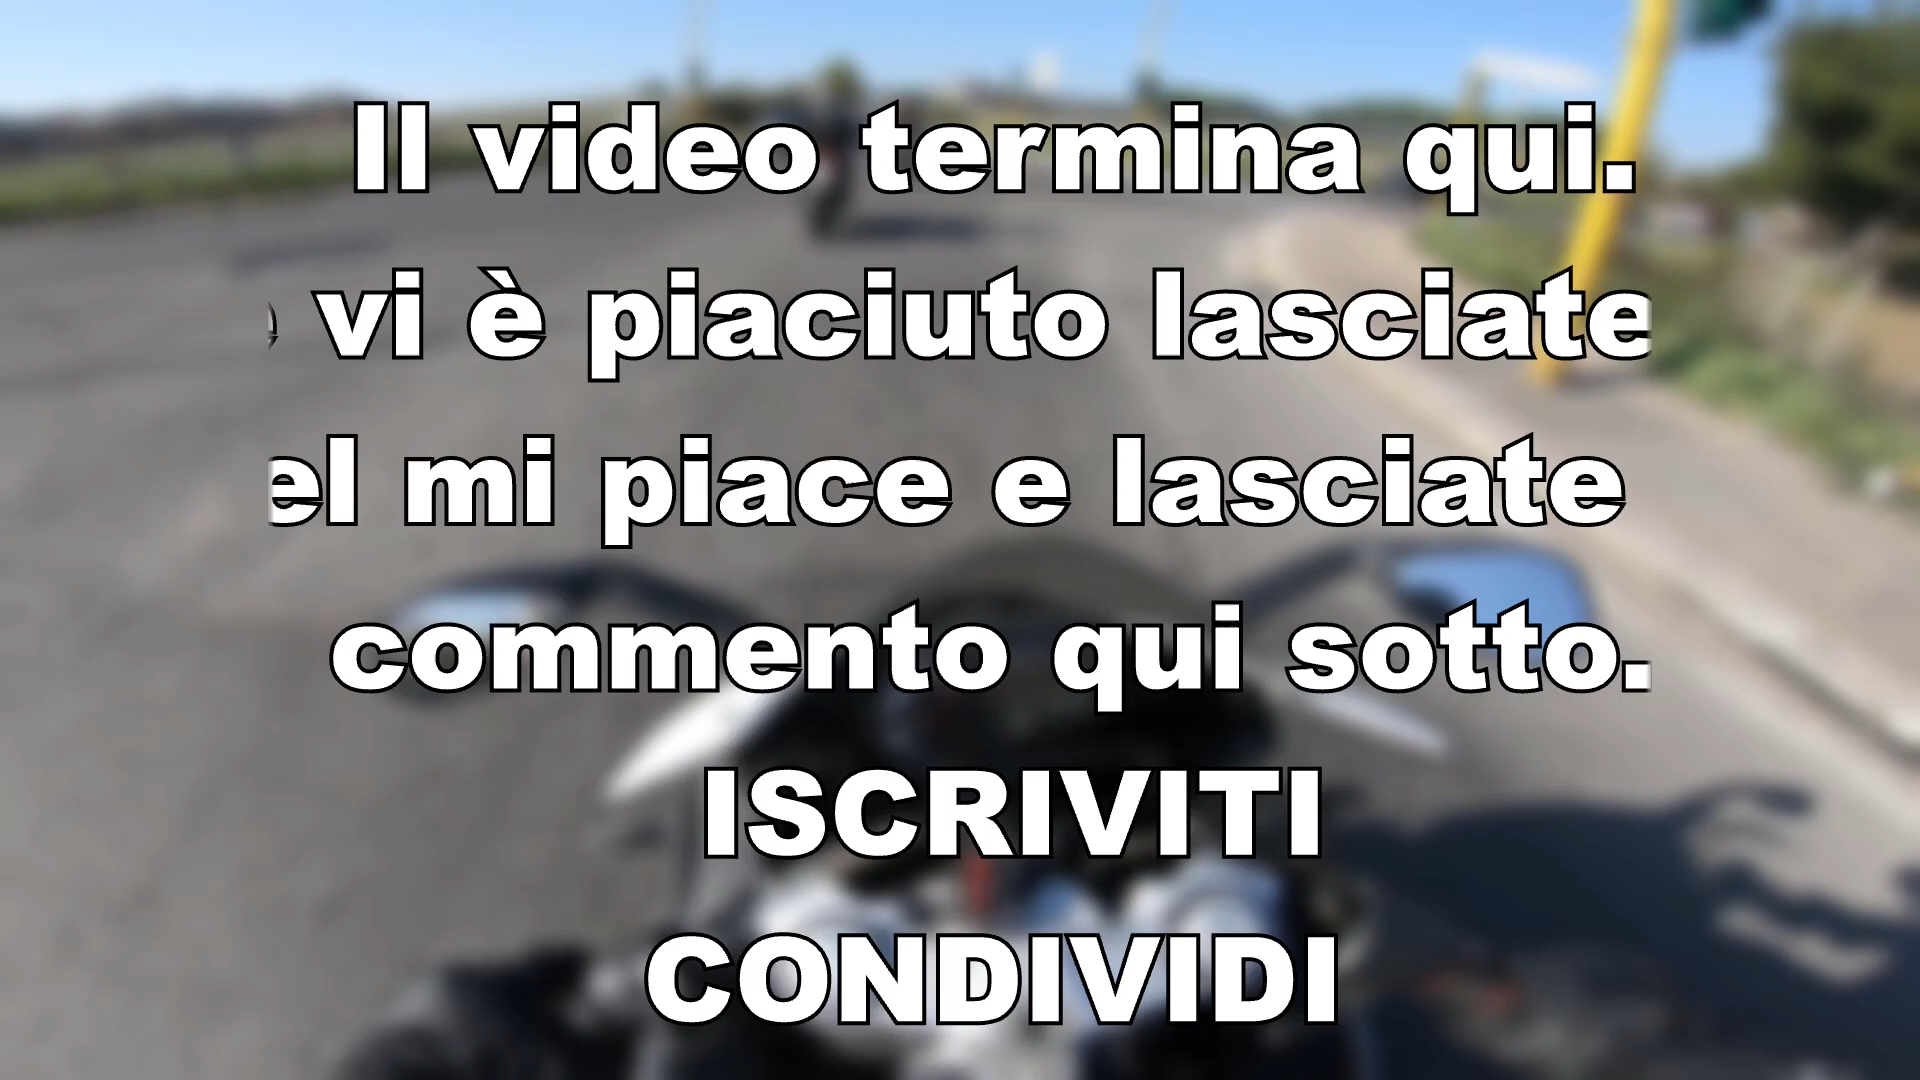 Il video termina qui.
vi è piaciuto lasciate
el mi piace e lasciate
commento qui sotto.
ISCRIVITI
CONDIVIDI